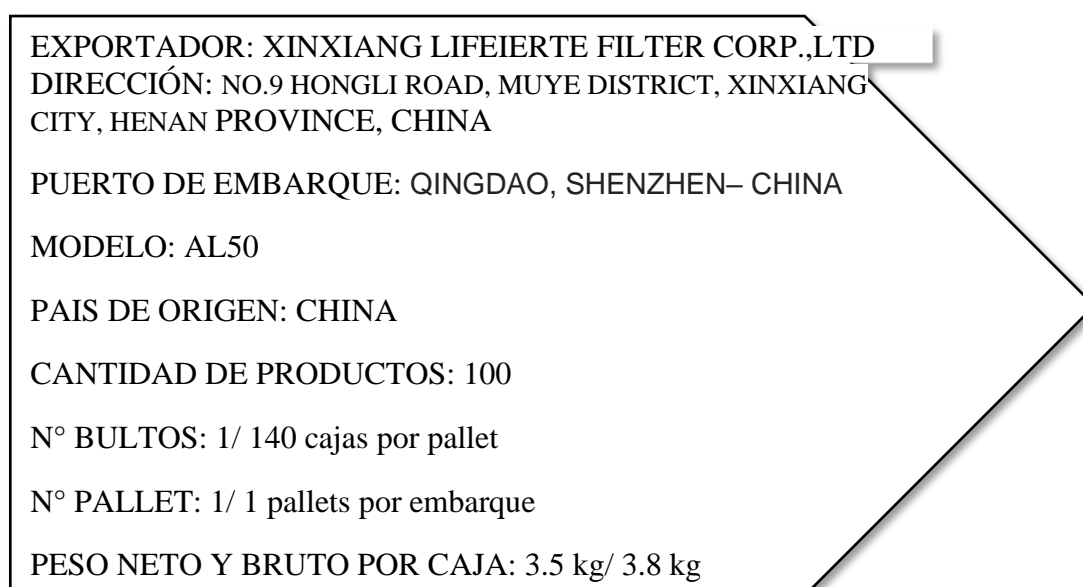 EXPORTADOR: XINXIANG LIFEIERTE FILTER CORP.,LTD
DIRECCIÓN: NO.9 HONGLI ROAD, MUYE DISTRICT, XINXIANG
CITY, HENAN PROVINCE, CHINA
PUERTO DE EMBARQUE: QINGDAO, SHENZHEN– CHINA
MODELO: AL50
PAIS DE ORIGEN: CHINA
CANTIDAD DE PRODUCTOS: 100
N° BULTOS: 1/ 140 cajas por pallet
N° PALLET: 1/ 1 pallets por embarque
PESO NETO Y BRUTO POR CAJA: 3.5 kg/ 3.8 kg